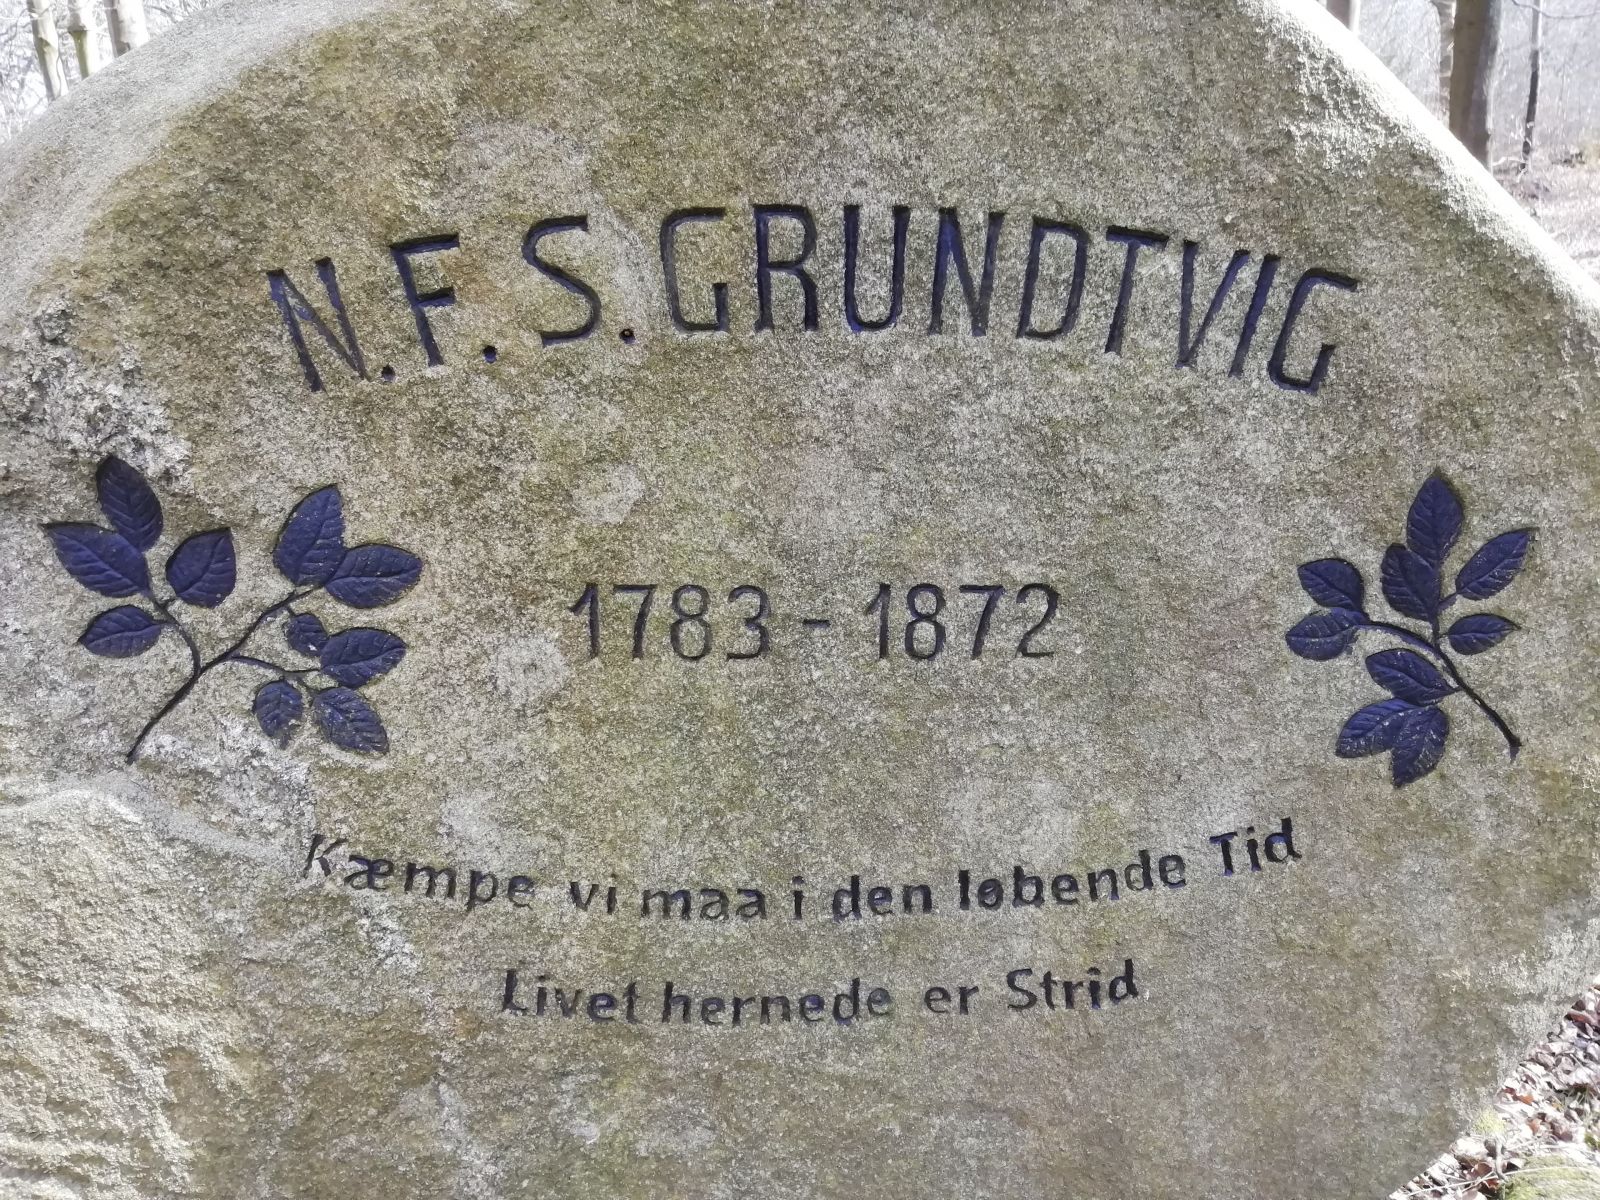 N. F. S. GRUNDTVIG
1783 - 1872
Kæmpe vi maa i den løbende Tid
Livet hernede er Strid